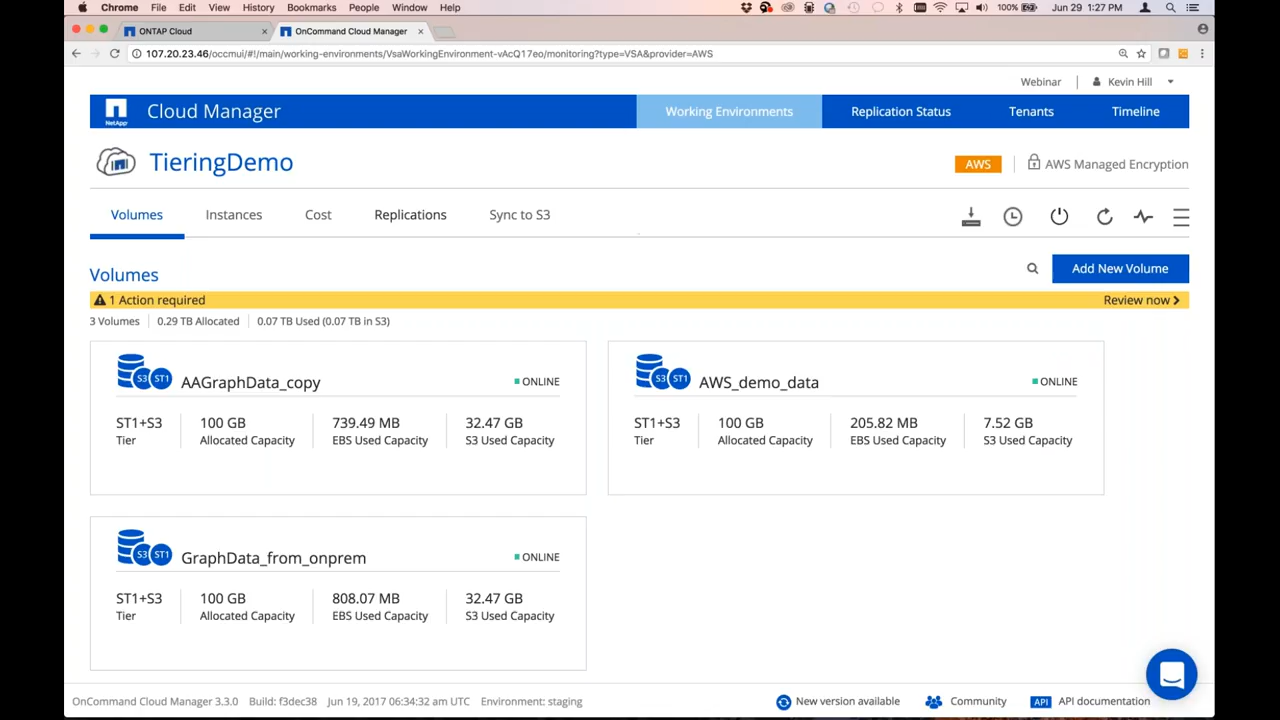 Chrome File Edit View History Bookmarks People Window Help 100% Jun 29 1:27 PM
ONTAP Cloud × OnCommand Cloud Manager ×
107.20.23.46/occmui/#!/main/working-environments/VsaWorkingEnvironment-vAcQ17eo/monitoring?type=VSA&provider=AWS
Webinar Kevin Hill
NetApp Cloud Manager Working Environments Replication Status Tenants Timeline
TieringDemo AWS AWS Managed Encryption
Volumes Instances Cost Replications Sync to S3
Volumes Add New Volume
1 Action required Review now
3 Volumes 0.29 TB Allocated 0.07 TB Used (0.07 TB in S3)
S3 ST1 AAGraphData_copy ONLINE
ST1+S3 100 GB 739.49 MB 32.47 GB
Tier Allocated Capacity EBS Used Capacity S3 Used Capacity
S3 ST1 AWS_demo_data ONLINE
ST1+S3 100 GB 205.82 MB 7.52 GB
Tier Allocated Capacity EBS Used Capacity S3 Used Capacity
S3 ST1 GraphData_from_onprem ONLINE
ST1+S3 100 GB 808.07 MB 32.47 GB
Tier Allocated Capacity EBS Used Capacity S3 Used Capacity
OnCommand Cloud Manager 3.3.0 Build: f3dec38 Jun 19, 2017 06:34:32 am UTC Environment: staging New version available Community API API documentation